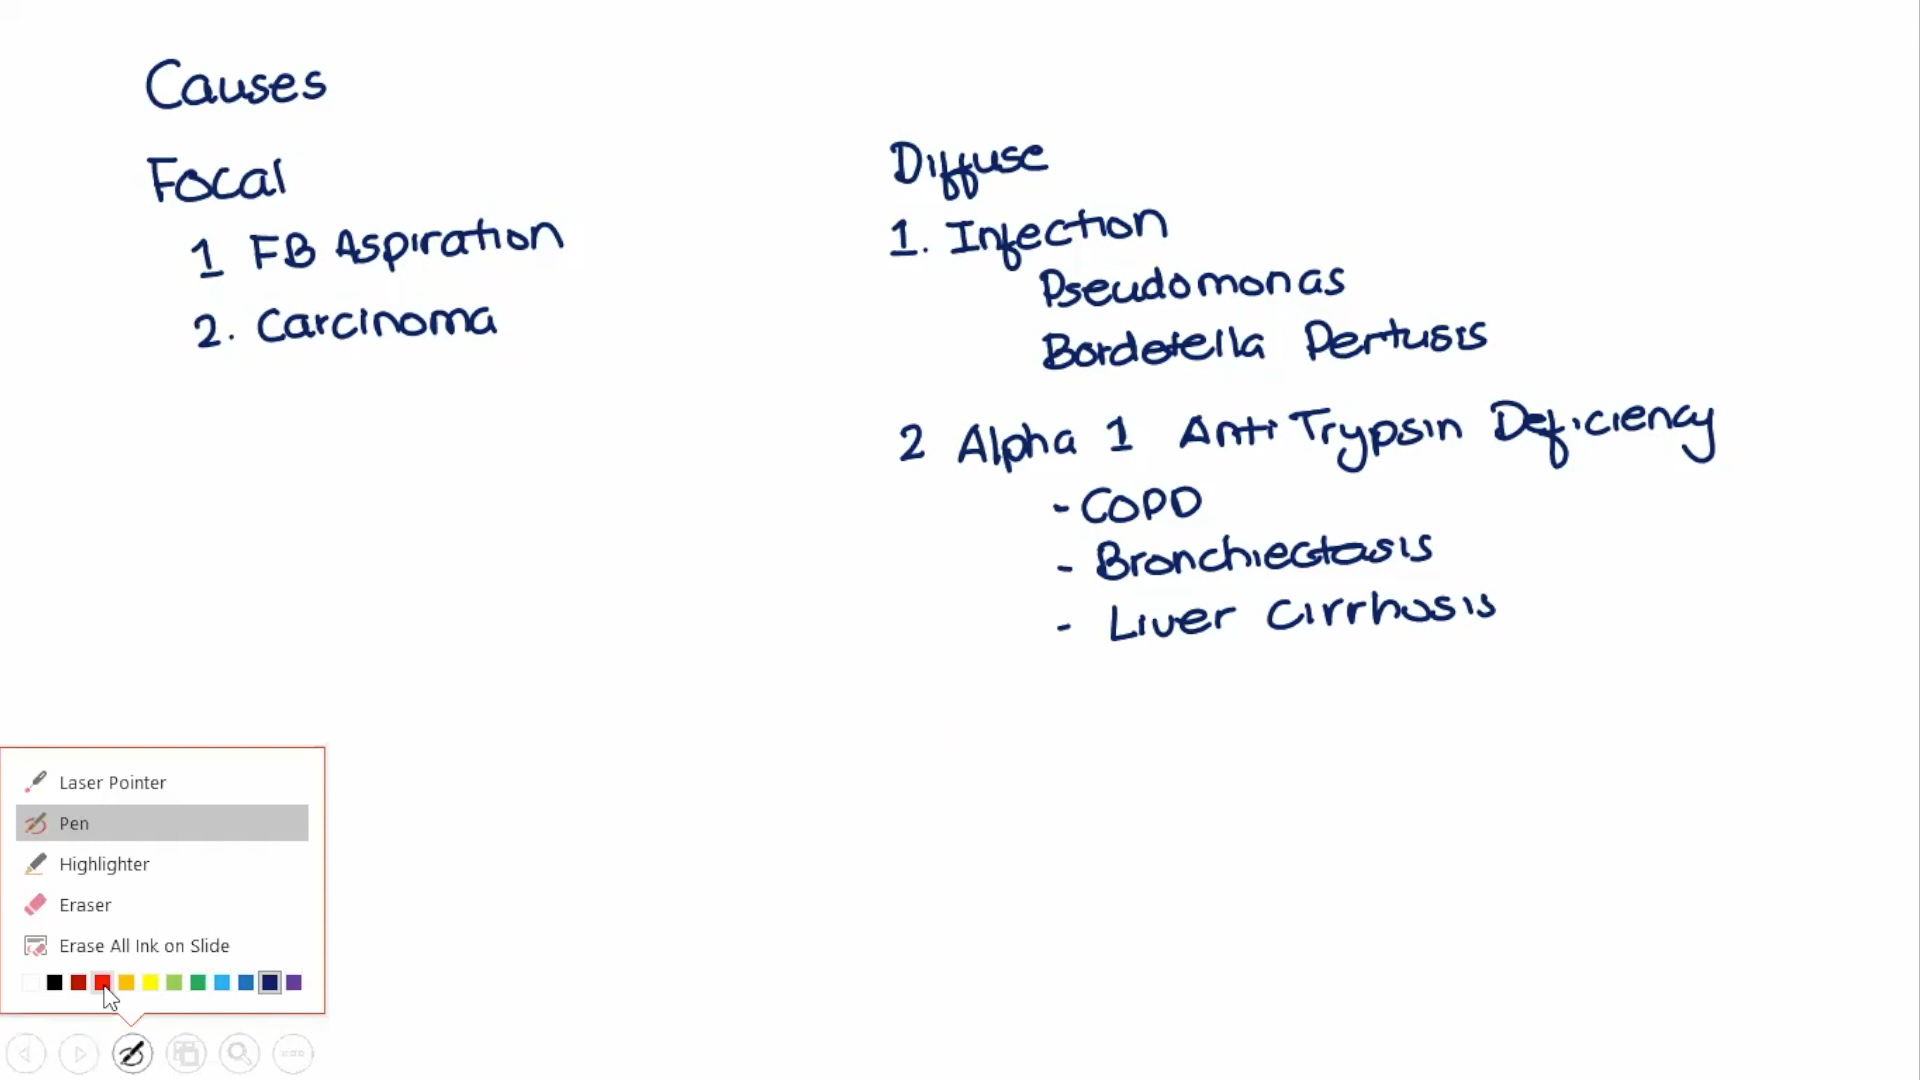 Causes
Focal
1 FB Aspiration
2. Carcinoma
Diffuse
1. Infection
Pseudomonas
Bordetella Pertusis
2 Alpha 1 Anti Trypsin Deficiency
- COPD
- Bronchiectasis
- Liver Cirrhosis
Laser Pointer
Pen
Highlighter
Eraser
Erase All Ink on Slide